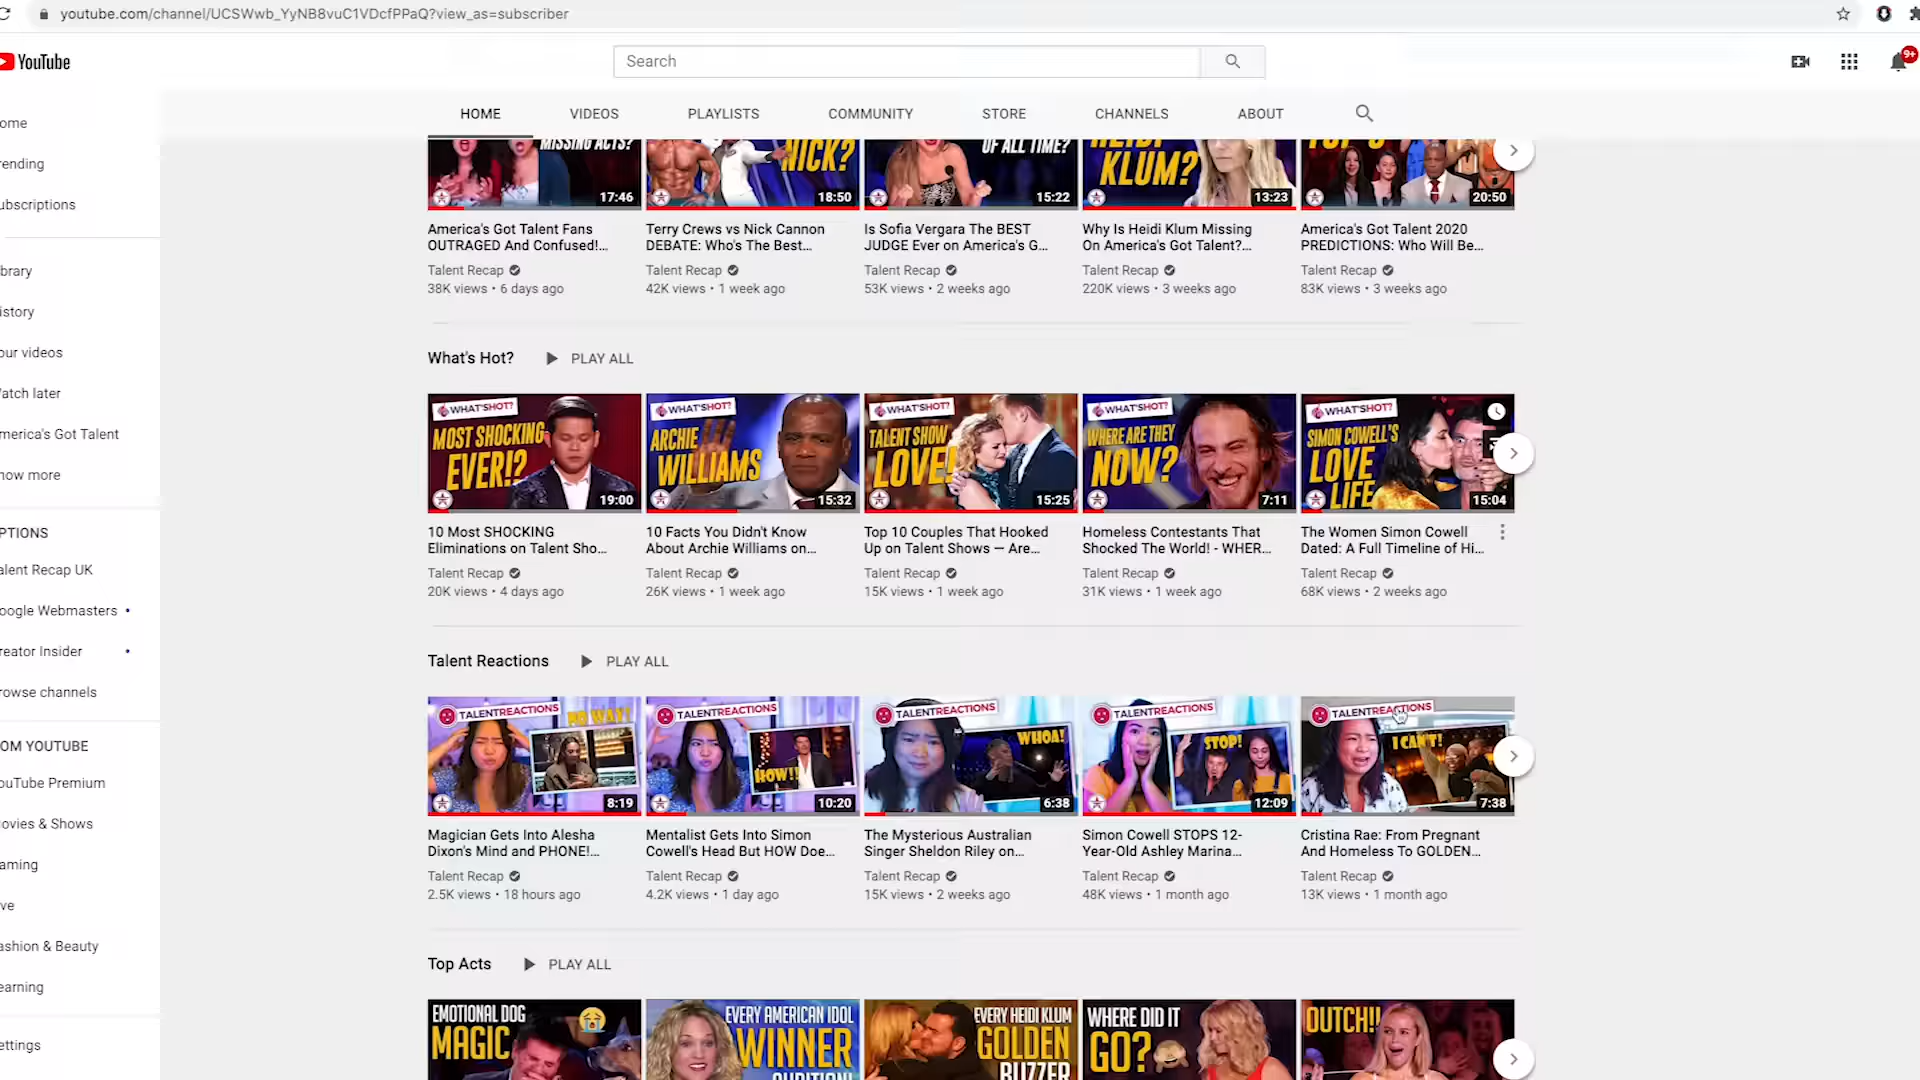 youtube.com/channel/UCSWwb_YyNB8vuC1VDcfPPaQ?view_as=subscriber
YouTube
Search
9+
HOME VIDEOS PLAYLISTS COMMUNITY STORE CHANNELS ABOUT
ome
rending
ubscriptions
brary
istory
our videos
atch later
merica's Got Talent
how more
PTIONS
alent Recap UK
oogle Webmasters
reator Insider
rowse channels
OM YOUTUBE
ouTube Premium
ovies & Shows
aming
ve
ashion & Beauty
earning
ettings
MISSING ACTS?
17:46
NICK?
18:50
OF ALL TIME?
15:22
HEIDI
KLUM?
13:23
20:50
America's Got Talent Fans
OUTRAGED And Confused!...
Talent Recap
38K views • 6 days ago
Terry Crews vs Nick Cannon
DEBATE: Who's The Best...
Talent Recap
42K views • 1 week ago
Is Sofia Vergara The BEST
JUDGE Ever on America's G...
Talent Recap
53K views • 2 weeks ago
Why Is Heidi Klum Missing
On America's Got Talent?...
Talent Recap
220K views • 3 weeks ago
America's Got Talent 2020
PREDICTIONS: Who Will Be...
Talent Recap
83K views • 3 weeks ago
What's Hot? PLAY ALL
WHAT'SHOT?
MOST SHOCKING
EVER!?
19:00
WHAT'SHOT?
ARCHIE
WILLIAMS
15:32
WHAT'SHOT?
TALENT SHOW
LOVE!
15:25
WHAT'SHOT?
WHERE ARE THEY
NOW?
7:11
WHAT'SHOT?
SIMON COWELL'S
LOVE
LIFE
15:04
10 Most SHOCKING
Eliminations on Talent Sho...
Talent Recap
20K views • 4 days ago
10 Facts You Didn't Know
About Archie Williams on...
Talent Recap
26K views • 1 week ago
Top 10 Couples That Hooked
Up on Talent Shows — Are...
Talent Recap
15K views • 1 week ago
Homeless Contestants That
Shocked The World! - WHER...
Talent Recap
31K views • 1 week ago
The Women Simon Cowell
Dated: A Full Timeline of Hi...
Talent Recap
68K views • 2 weeks ago
Talent Reactions PLAY ALL
TALENTREACTIONS
NO WAY!
8:19
TALENTREACTIONS
HOW!!
10:20
TALENTREACTIONS
WHOA!
6:38
TALENTREACTIONS
STOP!
12:09
TALENTREACTIONS
I CAN'T!
7:38
Magician Gets Into Alesha
Dixon's Mind and PHONE!...
Talent Recap
2.5K views • 18 hours ago
Mentalist Gets Into Simon
Cowell's Head But HOW Doe...
Talent Recap
4.2K views • 1 day ago
The Mysterious Australian
Singer Sheldon Riley on...
Talent Recap
15K views • 2 weeks ago
Simon Cowell STOPS 12-
Year-Old Ashley Marina...
Talent Recap
48K views • 1 month ago
Cristina Rae: From Pregnant
And Homeless To GOLDEN...
Talent Recap
13K views • 1 month ago
Top Acts PLAY ALL
EMOTIONAL DOG
MAGIC
EVERY AMERICAN IDOL
WINNER
AUDITION!
EVERY HEIDI KLUM
GOLDEN
BUZZER
WHERE DID IT
GO?
OUTCH!!